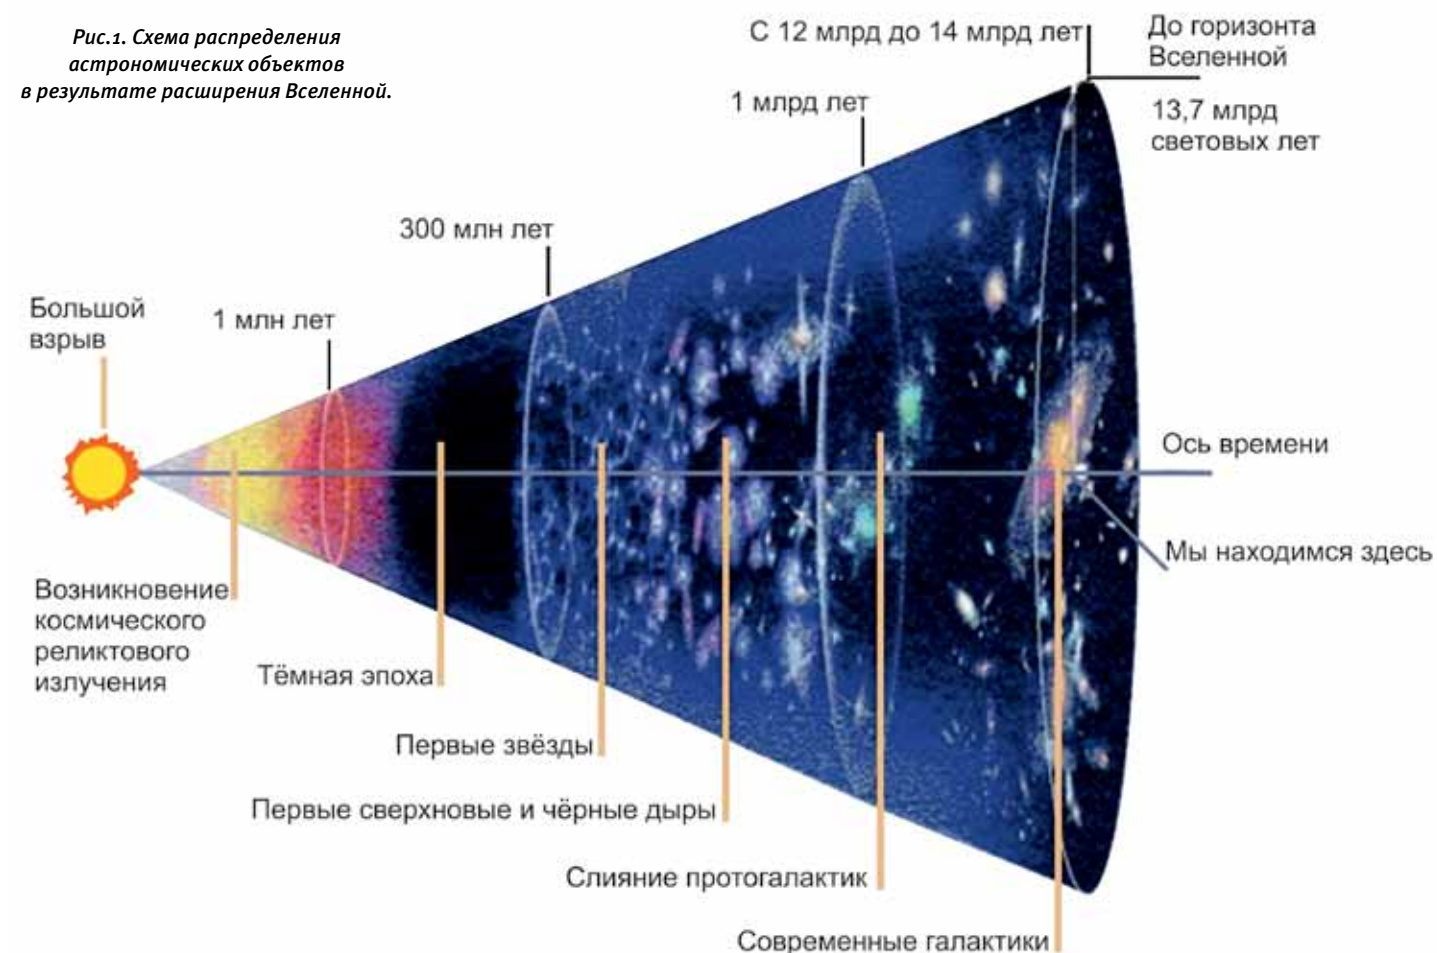 Рис.1. Схема распределения
астрономических объектов
в результате расширения Вселенной.
С 12 млрд до 14 млрд лет
До горизонта
Вселенной
13,7 млрд
световых лет
1 млрд лет
300 млн лет
1 млн лет
Большой
взрыв
Ось времени
Мы находимся здесь
Возникновение
космического
реликтового
излучения
Тёмная эпоха
Первые звёзды
Первые сверхновые и чёрные дыры
Слияние протогалактик
Современные галактики